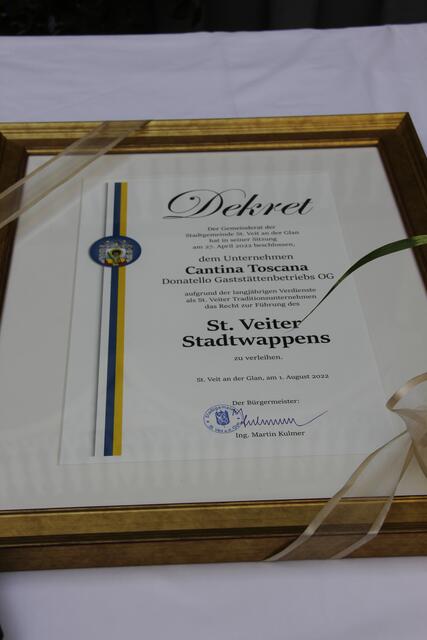 Dekret
Der Gemeinderat der
Stadtgemeinde St. Veit an der Glan
hat in seiner Sitzung
am 27. April 2022 beschlossen,
dem Unternehmen
Cantina Toscana
Donatello Gaststättenbetriebs OG
aufgrund der langjährigen Verdienste
als St. Veiter Traditionsunternehmen
das Recht zur Führung des
St. Veiter
Stadtwappens
zu verleihen.
St. Veit an der Glan, am 1. August 2022
Der Bürgermeister:
Ing. Martin Kulmer